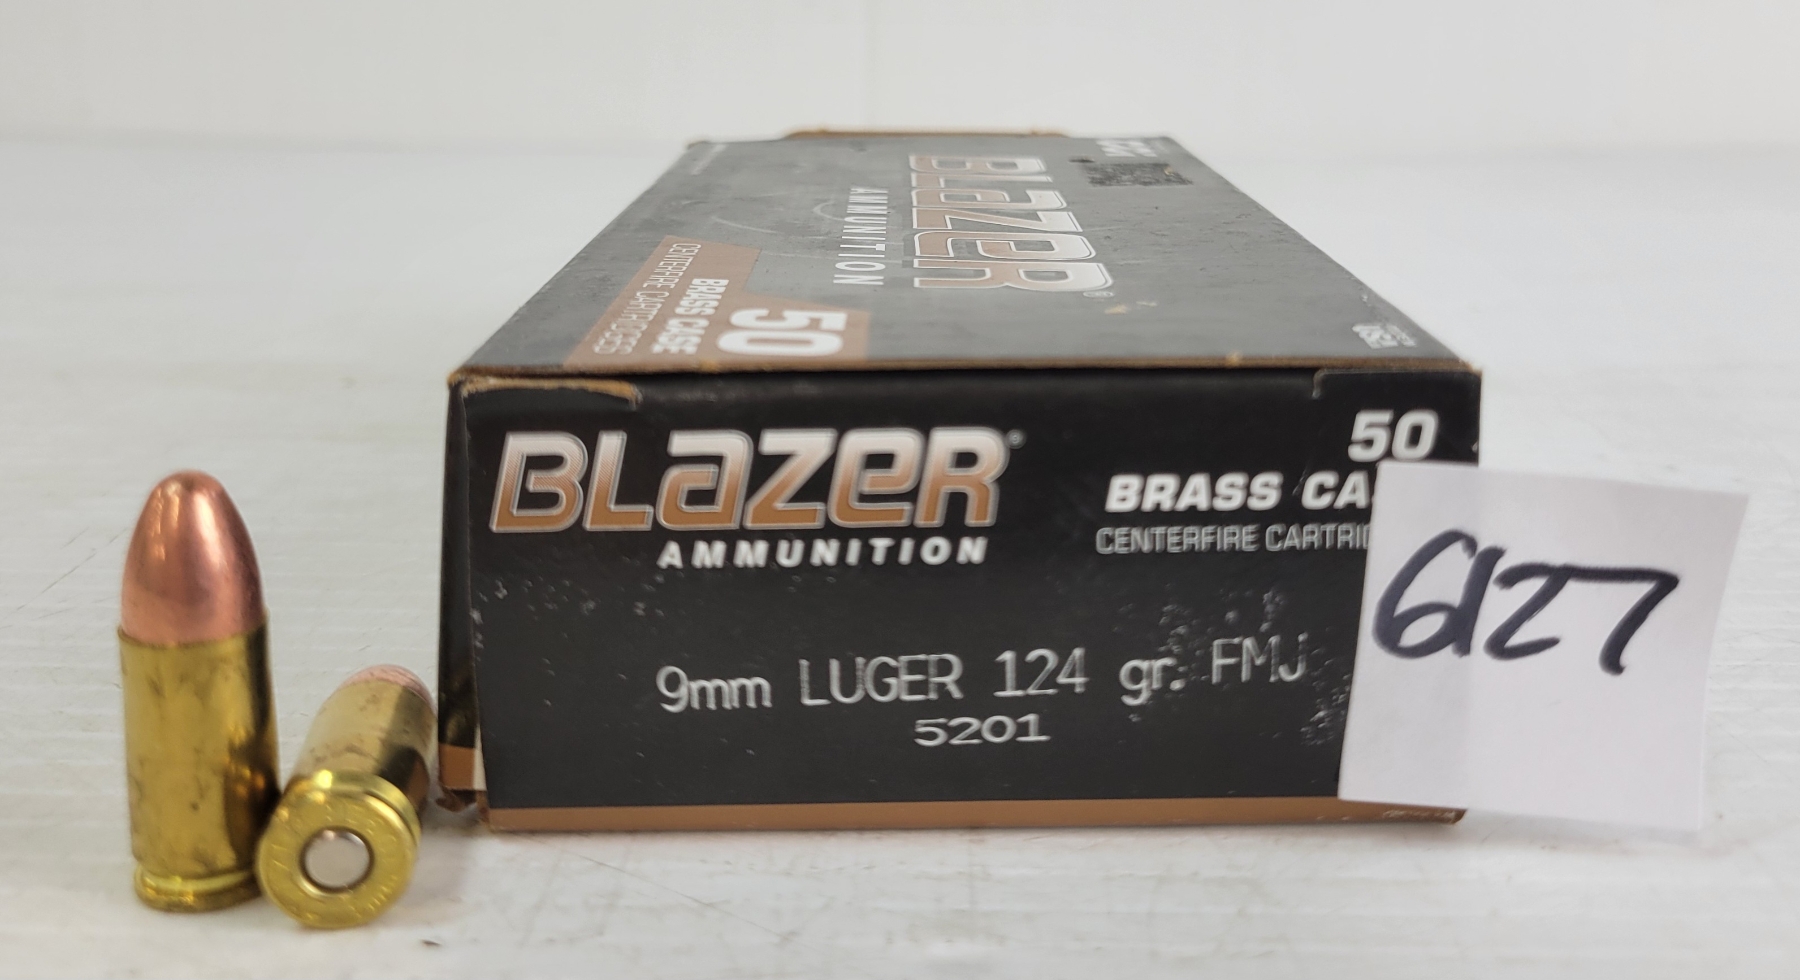 BLazeR®
AMMUNITION
50
BRASS CASE
CENTERFIRE CARTRIDGES
BLazeR®
AMMUNITION
50
BRASS CA
CENTERFIRE CARTRID
9mm LUGER 124 gr. FMJ
5201
6127